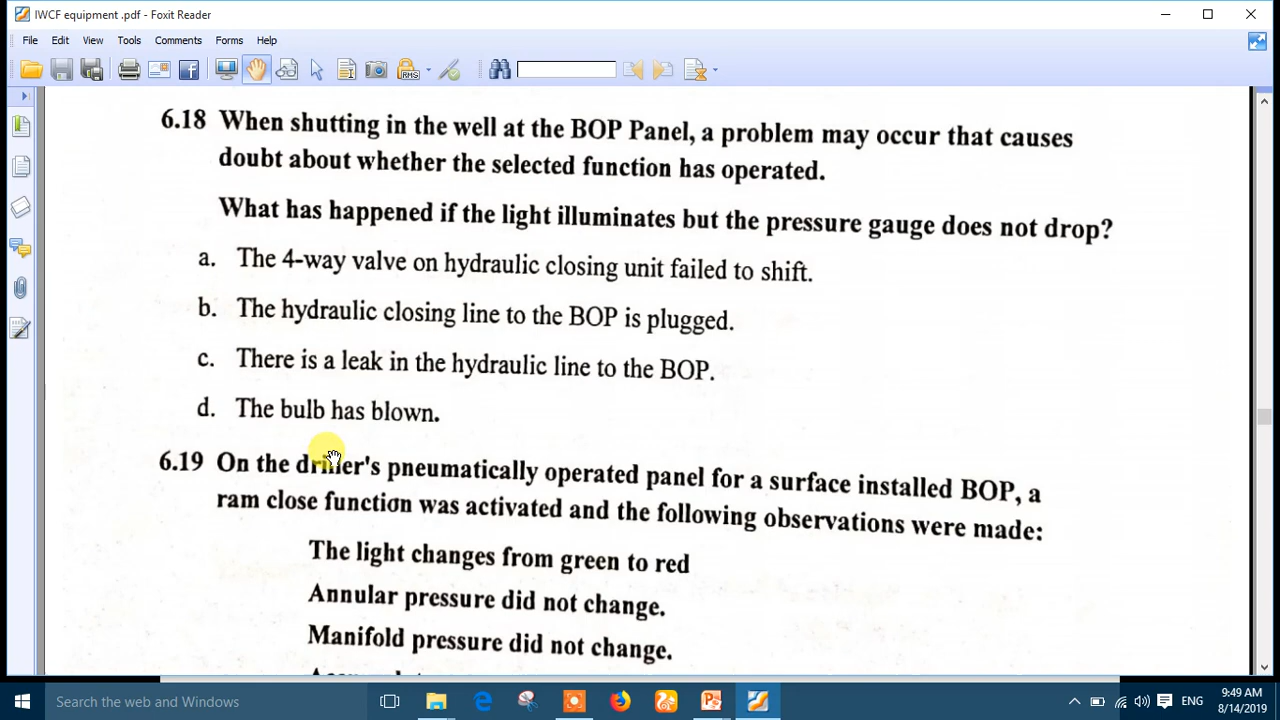 IWCF equipment .pdf - Foxit Reader
File Edit View Tools Comments Forms Help
RMS
6.18 When shutting in the well at the BOP Panel, a problem may occur that causes
doubt about whether the selected function has operated.
What has happened if the light illuminates but the pressure gauge does not drop?
a. The 4-way valve on hydraulic closing unit failed to shift.
b. The hydraulic closing line to the BOP is plugged.
c. There is a leak in the hydraulic line to the BOP.
d. The bulb has blown.
6.19 On the driller's pneumatically operated panel for a surface installed BOP, a
ram close function was activated and the following observations were made:
The light changes from green to red
Annular pressure did not change.
Manifold pressure did not change.
Search the web and Windows
ENG
9:49 AM
8/14/2019